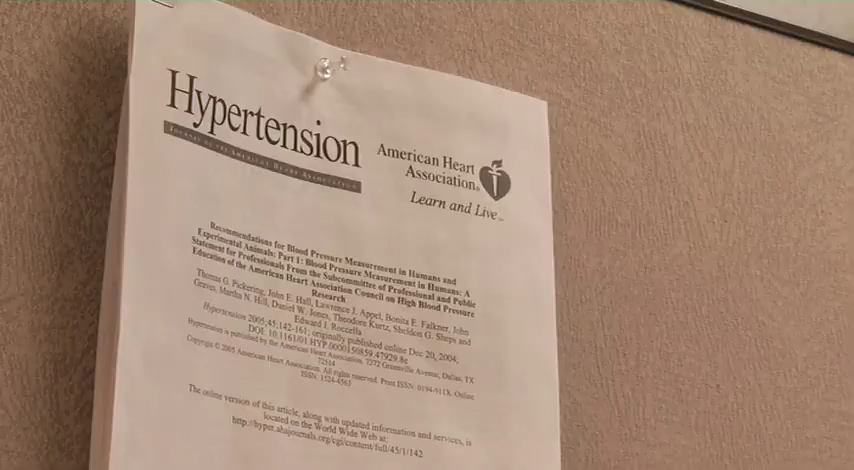 Hypertension
JOURNAL OF THE AMERICAN HEART ASSOCIATION
American Heart
Association®
Learn and Live
Recommendations for Blood Pressure Measurement in Humans and
Experimental Animals: Part 1: Blood Pressure Measurement in Humans: A
Statement for Professionals From the Subcommittee of Professional and Public
Education of the American Heart Association Council on High Blood Pressure
Research
Thomas G. Pickering, John E. Hall, Lawrence J. Appel, Bonita E. Falkner, John
Graves, Martha N. Hill, Daniel W. Jones, Theodore Kurtz, Sheldon G. Sheps and
Edward J. Roccella
Hypertension 2005;45;142-161; originally published online Dec 20, 2004;
DOI: 10.1161/01.HYP.0000150859.47929.8e
Hypertension is published by the American Heart Association. 7272 Greenville Avenue, Dallas, TX
72514
Copyright © 2005 American Heart Association. All rights reserved. Print ISSN: 0194-911X. Online
ISSN: 1524-4563
The online version of this article, along with updated information and services, is
located on the World Wide Web at:
http://hyper.ahajournals.org/cgi/content/full/45/1/142